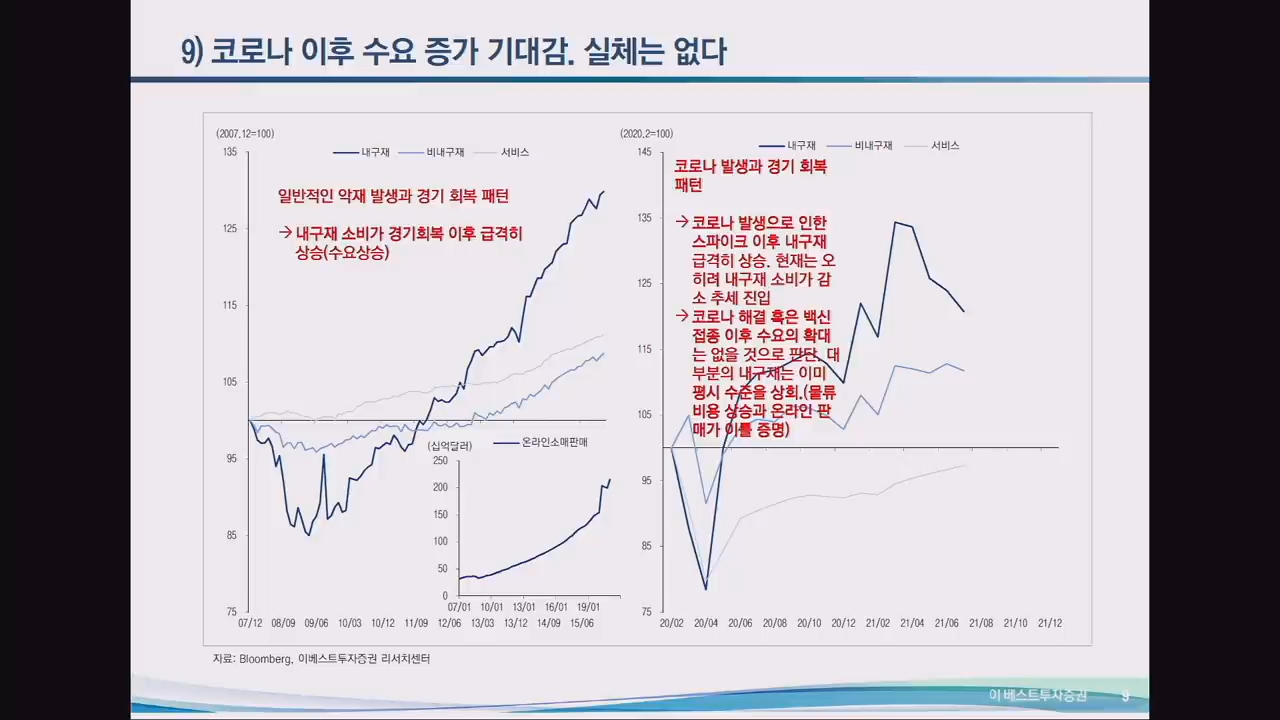 9) 코로나 이후 수요 증가 기대감. 실체는 없다
(2007.12=100)
내구재 비내구재 서비스
135
125
115
105
95
85
75
일반적인 악재 발생과 경기 회복 패턴
→ 내구재 소비가 경기회복 이후 급격히
상승(수요상승)
(십억달러)
온라인소매판매
250
200
150
100
50
0
07/01 10/01 13/01 16/01 19/01
07/12 08/09 09/06 10/03 10/12 11/09 12/06 13/03 13/12 14/09 15/06
(2020.2=100)
내구재 비내구재 서비스
145
135
125
115
105
95
85
75
코로나 발생과 경기 회복
패턴
→ 코로나 발생으로 인한
스파이크 이후 내구재
급격히 상승. 현재는 오
히려 내구재 소비가 감
소 추세 진입
→ 코로나 해결 혹은 백신
접종 이후 수요의 확대
는 없을 것으로 판단. 대
부분의 내구재는 이미
평시 수준을 상회.(물류
비용 상승과 온라인 판
매가 이를 증명)
20/02 20/04 20/06 20/08 20/10 20/12 21/02 21/04 21/06 21/08 21/10 21/12
자료: Bloomberg, 이베스트투자증권 리서치센터
이베스트투자증권 9